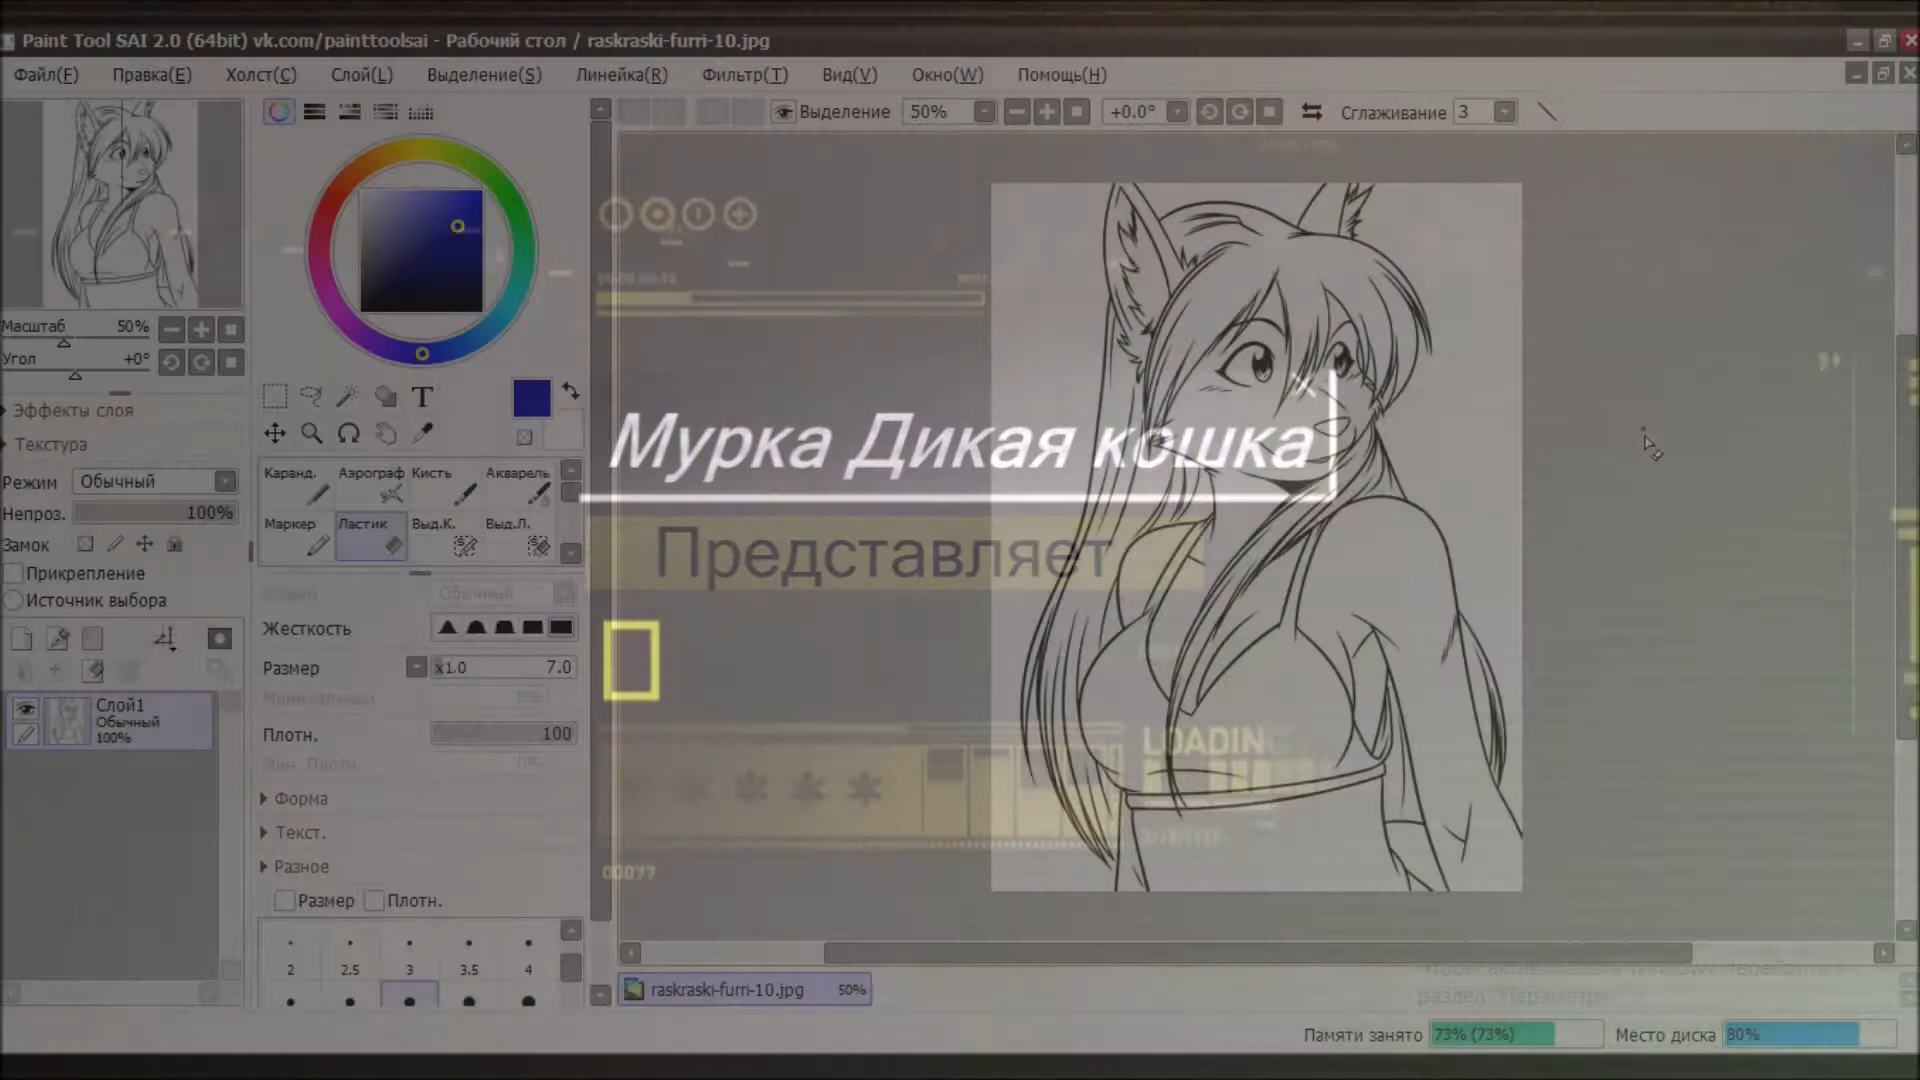 Paint Tool SAI 2.0 (64bit) vk.com/painttoolsai - Рабочий стол / raskraski-furri-10.jpg
Файл(F) Правка(E) Холст(C) Слой(L) Выделение(S) Линейка(R) Фильтр(T) Вид(V) Окно(W) Помощь(H)
Выделение 50% +0.0° Сглаживание 3
Масштаб 50%
Угол +0°
Эффекты слоя
Текстура
Режим Обычный
Непроз. 100%
Замок
Прикрепление
Источник выбора
Слой1
Обычный
100%
T
Каранд. Аэрограф Кисть Акварель
Маркер Ластик Выд.К. Выд.Л.
Обычный
Жесткость
Размер x1.0 7.0
Плотн. 100
0%
Форма
Текст.
Разное
Размер Плотн.
2 2.5 3 3.5 4
Мурка Дикая кошка
Представляет
LOADIN
00077
raskraski-furri-10.jpg 50%
Памяти занято 73% (73%) Место диска 80%